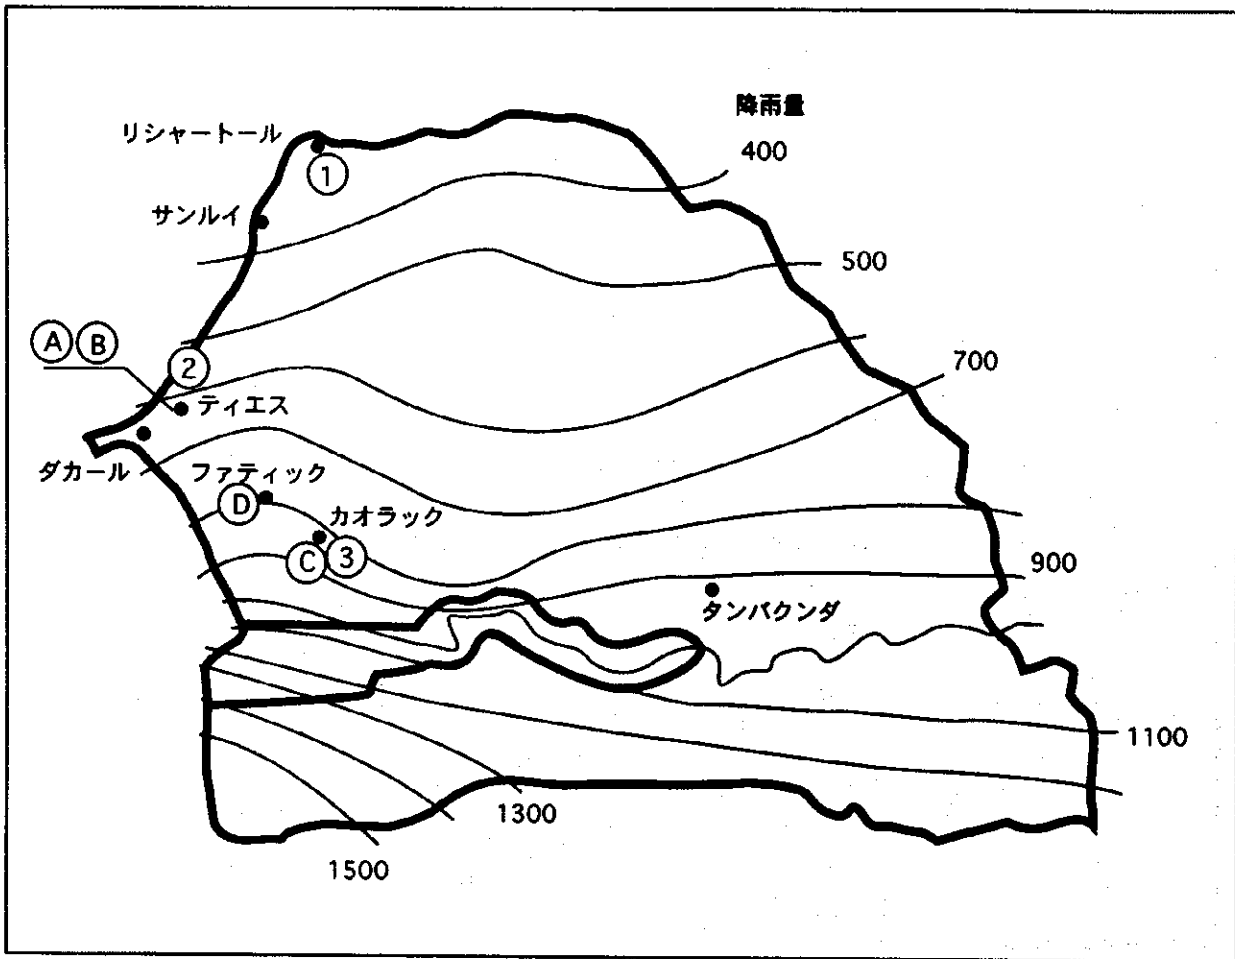 降雨量
リシャートール
400
①
サンルイ
500
Ⓐ Ⓑ
②
700
ティエス
ダカール
ファティック
Ⓓ
カオラック
Ⓒ ③
900
タンバクンダ
1100
1300
1500